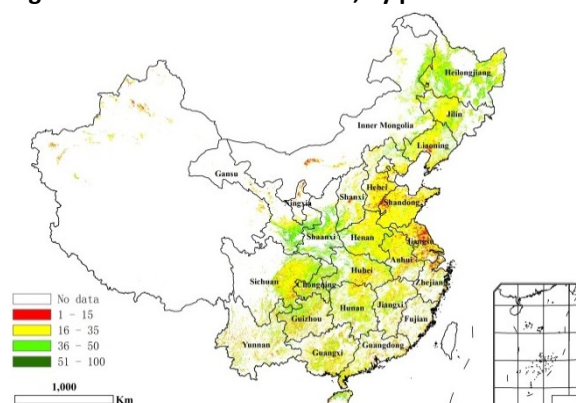 Heilongjiang
Jilin
Inner Mongolia
Liaoning
Gansu
Hebei
Ningxia
Shanxi
Shandong
Shaanxi
Henan
Jiangsu
Anhui
Hubei
Sichuan
Chongqing
Zhejiang
Hunan
Jiangxi
Guizhou
Fujian
Yunnan
Guangxi
Guangdong
No data
1 - 15
16 - 35
36 - 50
51 - 100
1,000
Km